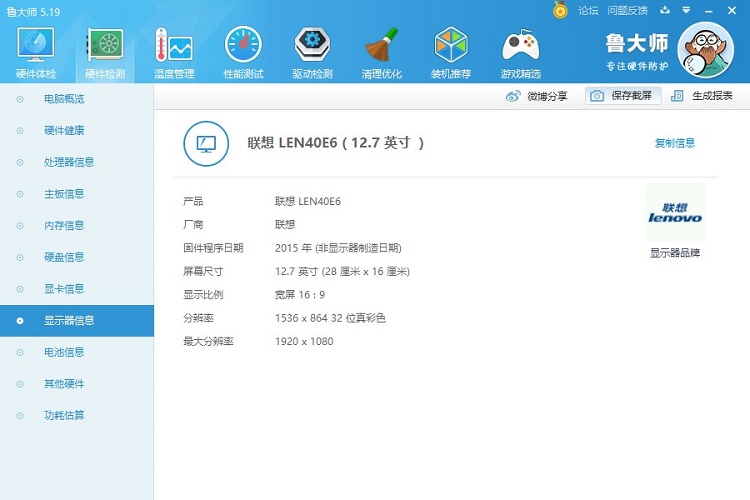 鲁大师 5.19
论坛 问题反馈
硬件体检 硬件检测 温度管理 性能测试 驱动检测 清理优化 装机推荐 游戏精选
鲁大师
专注硬件防护
微博分享 保存截屏 生成报表
电脑概览
硬件健康
处理器信息
主板信息
内存信息
硬盘信息
显卡信息
显示器信息
电池信息
其他硬件
功耗估算
联想 LEN40E6 ( 12.7 英寸 )
复制信息
产品 联想 LEN40E6
厂商 联想
固件程序日期 2015 年 (非显示器制造日期)
屏幕尺寸 12.7 英寸 (28 厘米 x 16 厘米)
显示比例 宽屏 16 : 9
分辨率 1536 x 864 32 位真彩色
最大分辨率 1920 x 1080
联想
lenovo
显示器品牌